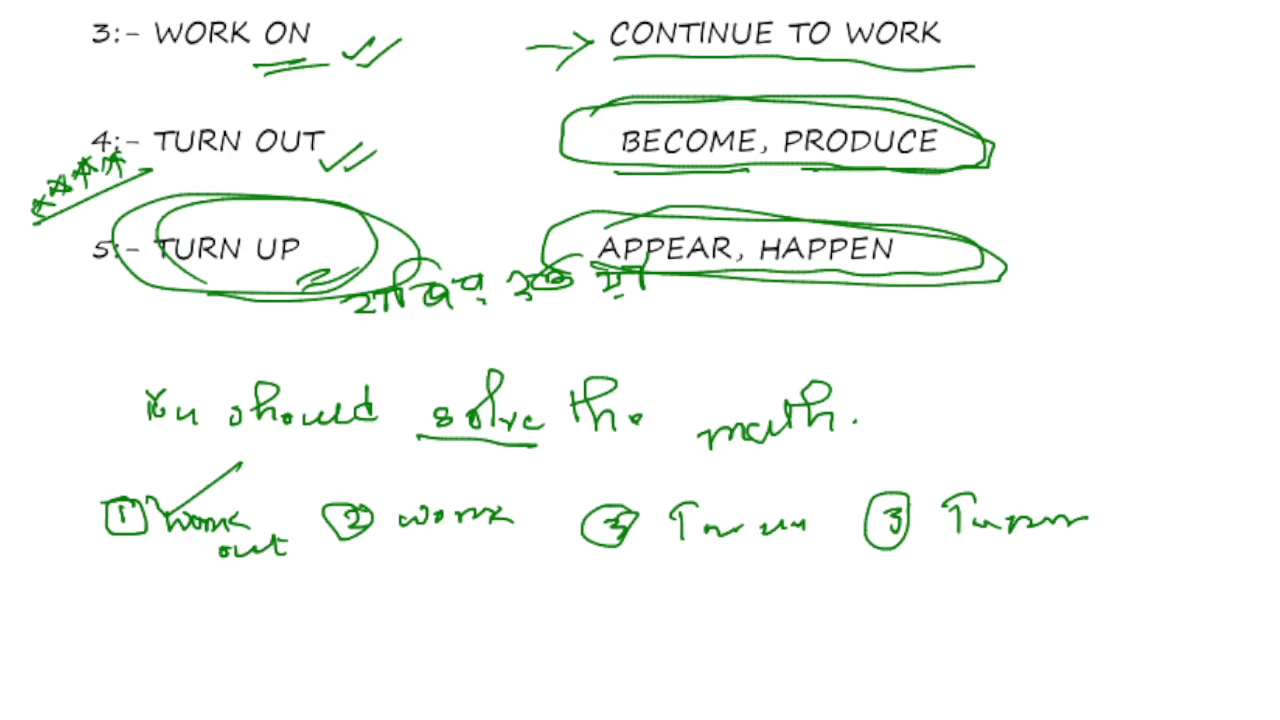 3:- WORK ON → CONTINUE TO WORK
4:- TURN OUT BECOME, PRODUCE
5:- TURN UP APPEAR, HAPPEN
You should solve the math.
① work out ② work ③ Turn ③ Turn